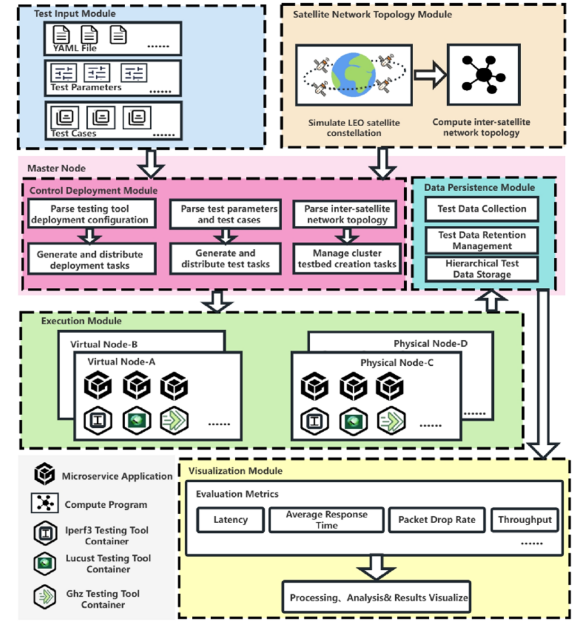 Test Input Module
YAML File
......
Test Parameters
......
Test Cases
......
Satellite Network Topology Module
Simulate LEO satellite
constellation
Compute inter-satellite
network topology
Master Node
Control Deployment Module
Parse testing tool
deployment configuration
Parse test parameters
and test cases
Parse inter-satellite
network topology
Generate and distribute
deployment tasks
Generate and
distribute test tasks
Manage cluster
testbed creation tasks
Data Persistence Module
Test Data Collection
Test Data Retention
Management
Hierarchical Test
Data Storage
Execution Module
Virtual Node-B
Virtual Node-A
......
Physical Node-D
Physical Node-C
......
......
Microservice Application
Compute Program
Iperf3 Testing Tool
Container
Lucust Testing Tool
Container
Ghz Testing Tool
Container
Visualization Module
Evaluation Metrics
Latency
Average Response
Time
Packet Drop Rate
Throughput
......
Processing、Analysis& Results Visualize